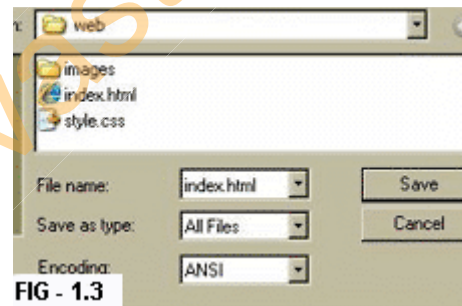 web
images
index.html
style.css
File name: index.html Save
Save as type: All Files Cancel
Encoding: ANSI
FIG - 1.3